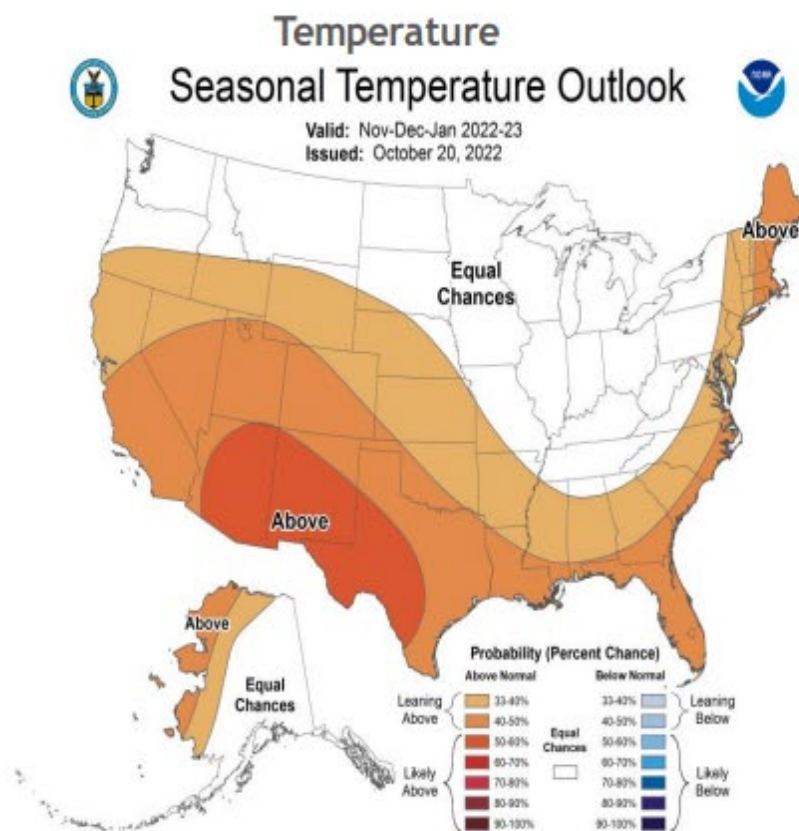 Temperature
Seasonal Temperature Outlook
Valid: Nov-Dec-Jan 2022-23
Issued: October 20, 2022
noaa
Above
Equal
Chances
Above
Above
Equal
Chances
Probability (Percent Chance)
Above Normal
Below Normal
Leaning
Above
33-40%
40-50%
Likely
Above
50-60%
60-70%
70-80%
80-90%
90-100%
Equal
Chances
33-40%
40-50%
Leaning
Below
50-60%
60-70%
70-80%
80-90%
90-100%
Likely
Below